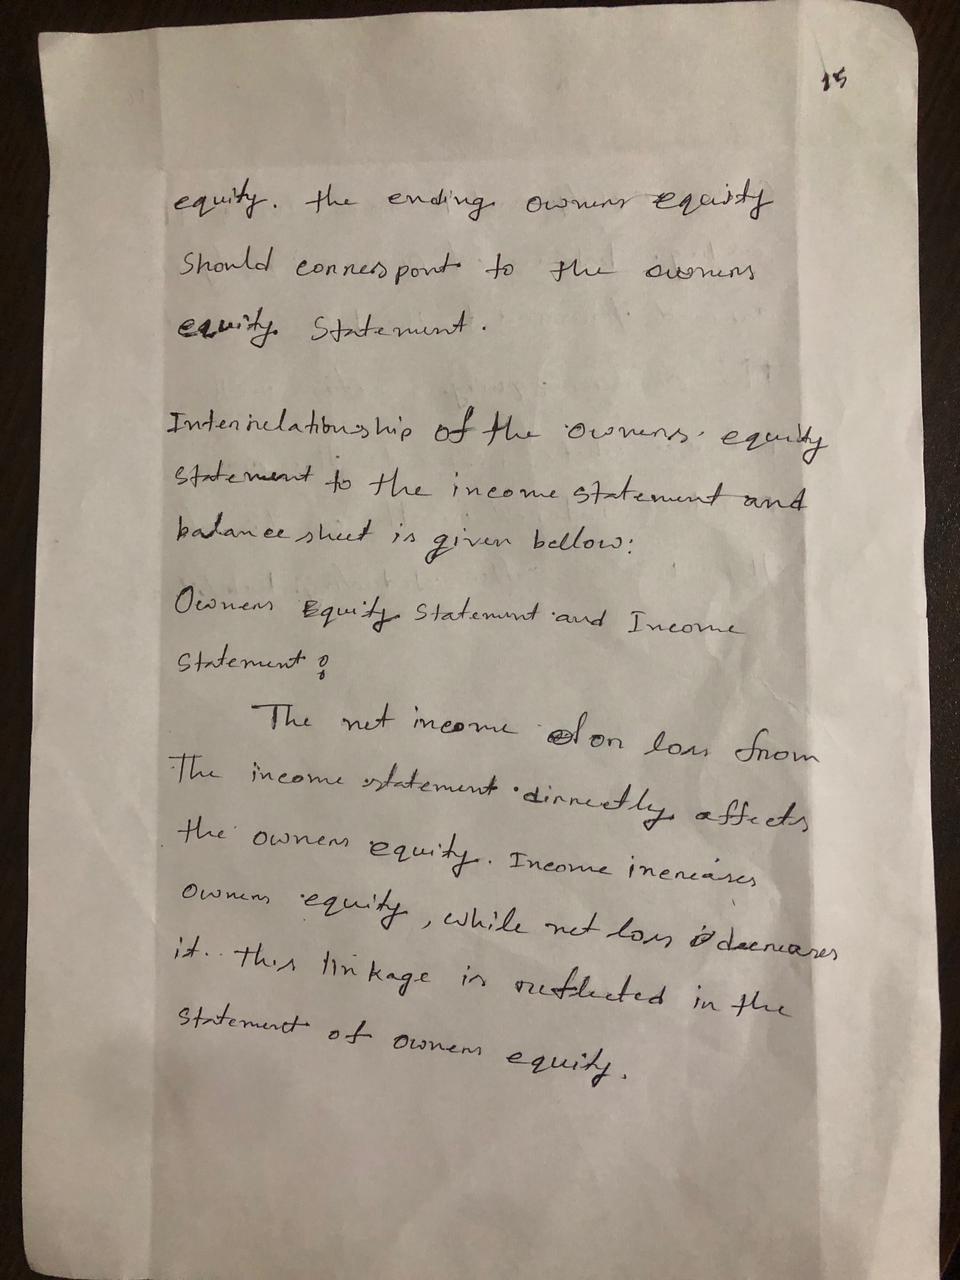 15
equity. the ending owners equity
should correspont to the owners
equity statement.
Interrelationship of the owners equity
statement to the income statement and
balance sheet is given bellow:
Owners Equity statement and Income
statement:
The net income or loss from
The income statement dirrectly affects
the owners equity. Income increases
owners equity, while net loss decreases
it. this linkage is reflected in the
statement of owners equity.